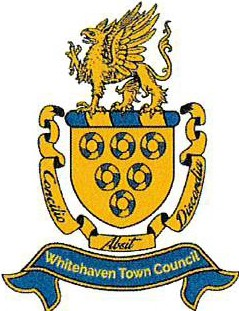 Concilio
Absit
Discordia
Whitehaven Town Council